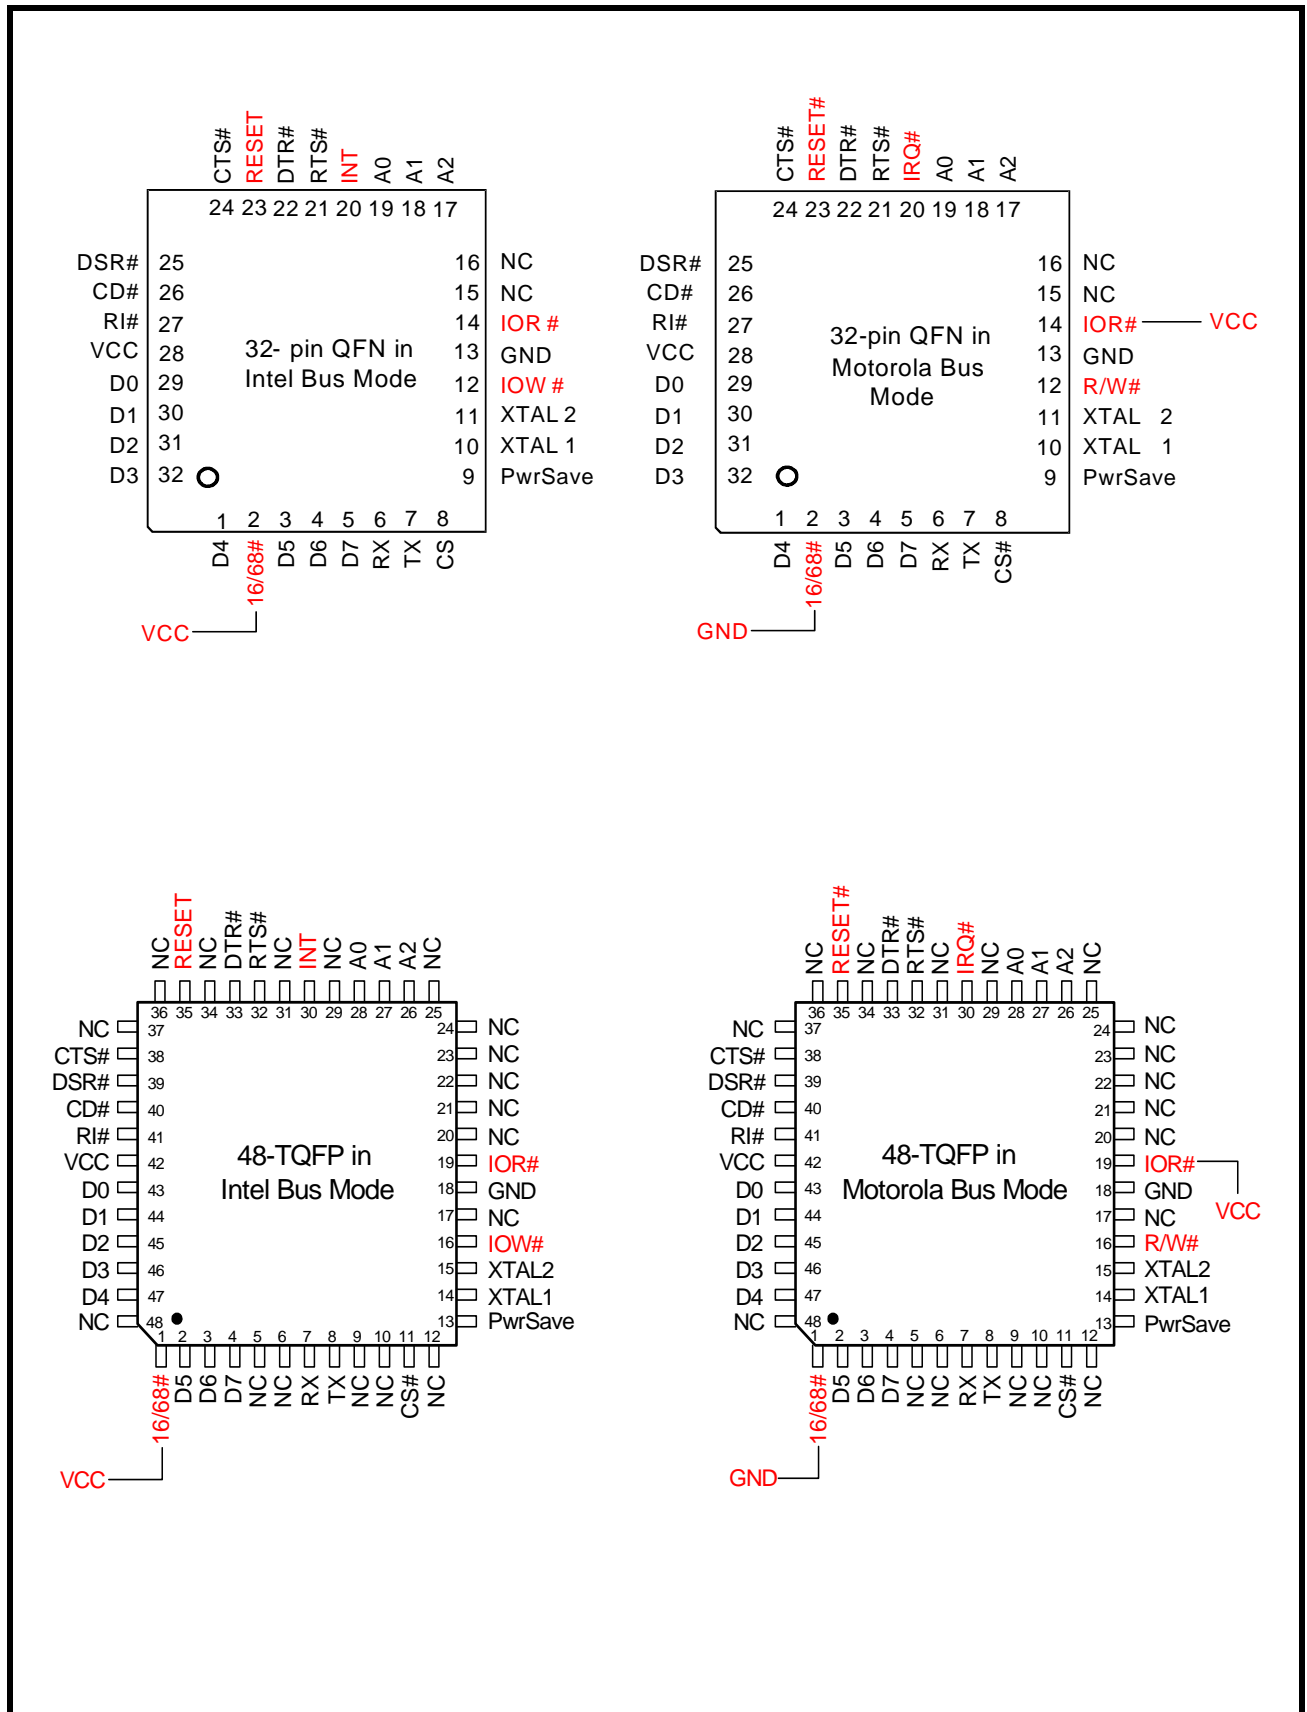 CTS# RESET DTR# RTS# INT A0 A1 A2
24 23 22 21 20 19 18 17
DSR# 25 16 NC
CD# 26 15 NC
RI# 27 14 IOR #
VCC 28 13 GND
D0 29 12 IOW #
D1 30 11 XTAL 2
D2 31 10 XTAL 1
D3 32 9 PwrSave
32- pin QFN in
Intel Bus Mode
1 2 3 4 5 6 7 8
D4 16/68# D5 D6 D7 RX TX CS
VCC
CTS# RESET# DTR# RTS# IRQ# A0 A1 A2
24 23 22 21 20 19 18 17
DSR# 25 16 NC
CD# 26 15 NC
RI# 27 14 IOR# VCC
VCC 28 13 GND
D0 29 12 R/W#
D1 30 11 XTAL 2
D2 31 10 XTAL 1
D3 32 9 PwrSave
32-pin QFN in
Motorola Bus
Mode
1 2 3 4 5 6 7 8
D4 16/68# D5 D6 D7 RX TX CS#
GND
NC RESET NC DTR# RTS# NC INT NC A0 A1 A2 NC
36 35 34 33 32 31 30 29 28 27 26 25
NC 37 24 NC
CTS# 38 23 NC
DSR# 39 22 NC
CD# 40 21 NC
RI# 41 20 NC
VCC 42 19 IOR#
D0 43 18 GND
D1 44 17 NC
D2 45 16 IOW#
D3 46 15 XTAL2
D4 47 14 XTAL1
NC 48 13 PwrSave
48-TQFP in
Intel Bus Mode
1 2 3 4 5 6 7 8 9 10 11 12
16/68# D5 D6 D7 NC NC RX TX NC NC CS# NC
VCC
NC RESET# NC DTR# RTS# NC IRQ# NC A0 A1 A2 NC
36 35 34 33 32 31 30 29 28 27 26 25
NC 37 24 NC
CTS# 38 23 NC
DSR# 39 22 NC
CD# 40 21 NC
RI# 41 20 NC
VCC 42 19 IOR#
D0 43 18 GND
VCC
D1 44 17 NC
D2 45 16 R/W#
D3 46 15 XTAL2
D4 47 14 XTAL1
NC 48 13 PwrSave
48-TQFP in
Motorola Bus Mode
1 2 3 4 5 6 7 8 9 10 11 12
16/68# D5 D6 D7 NC NC RX TX NC NC CS# NC
GND